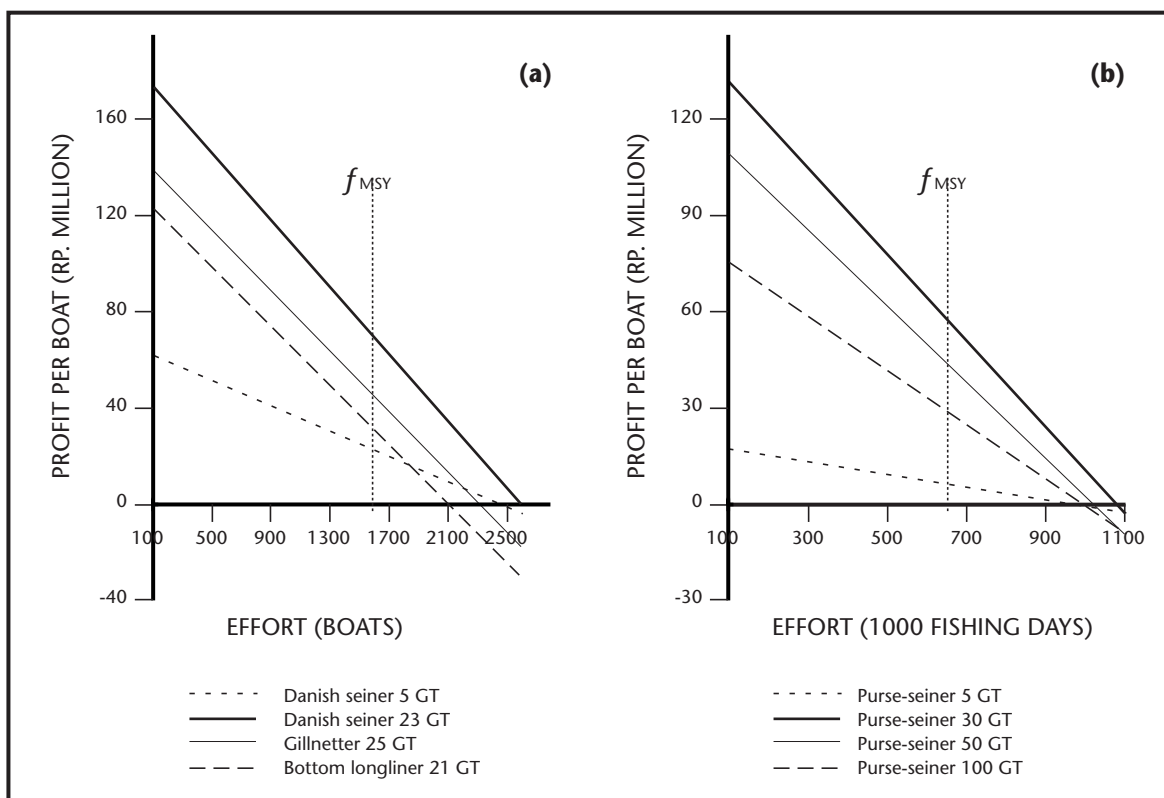 (a)
PROFIT PER BOAT (RP. MILLION)
160
120
80
40
0
-40
f MSY
100 500 900 1300 1700 2100 2500
EFFORT (BOATS)
Danish seiner 5 GT
Danish seiner 23 GT
Gillnetter 25 GT
Bottom longliner 21 GT
(b)
PROFIT PER BOAT (RP. MILLION)
120
90
60
30
0
-30
f MSY
100 300 500 700 900 1100
EFFORT (1000 FISHING DAYS)
Purse-seiner 5 GT
Purse-seiner 30 GT
Purse-seiner 50 GT
Purse-seiner 100 GT